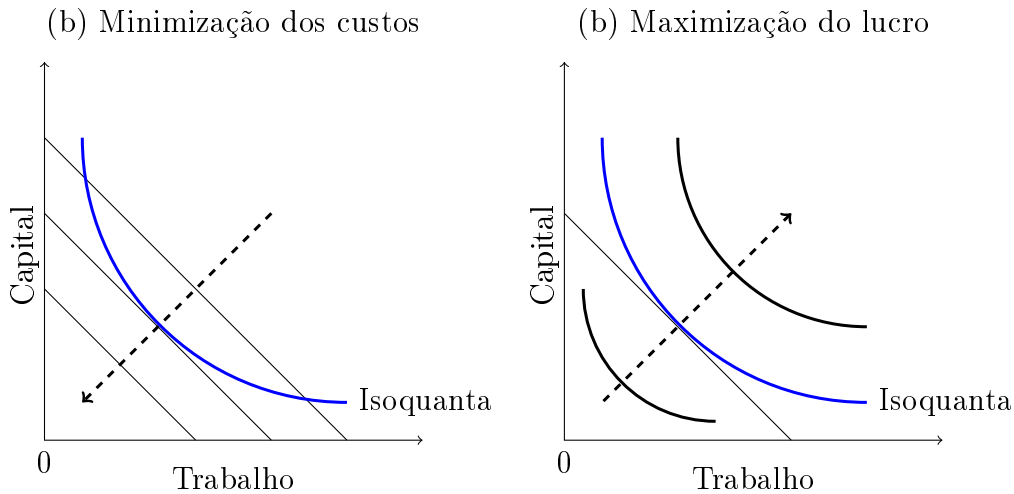 (b) Minimização dos custos
Capital
Isoquanta
0
Trabalho
(b) Maximização do lucro
Capital
Isoquanta
0
Trabalho